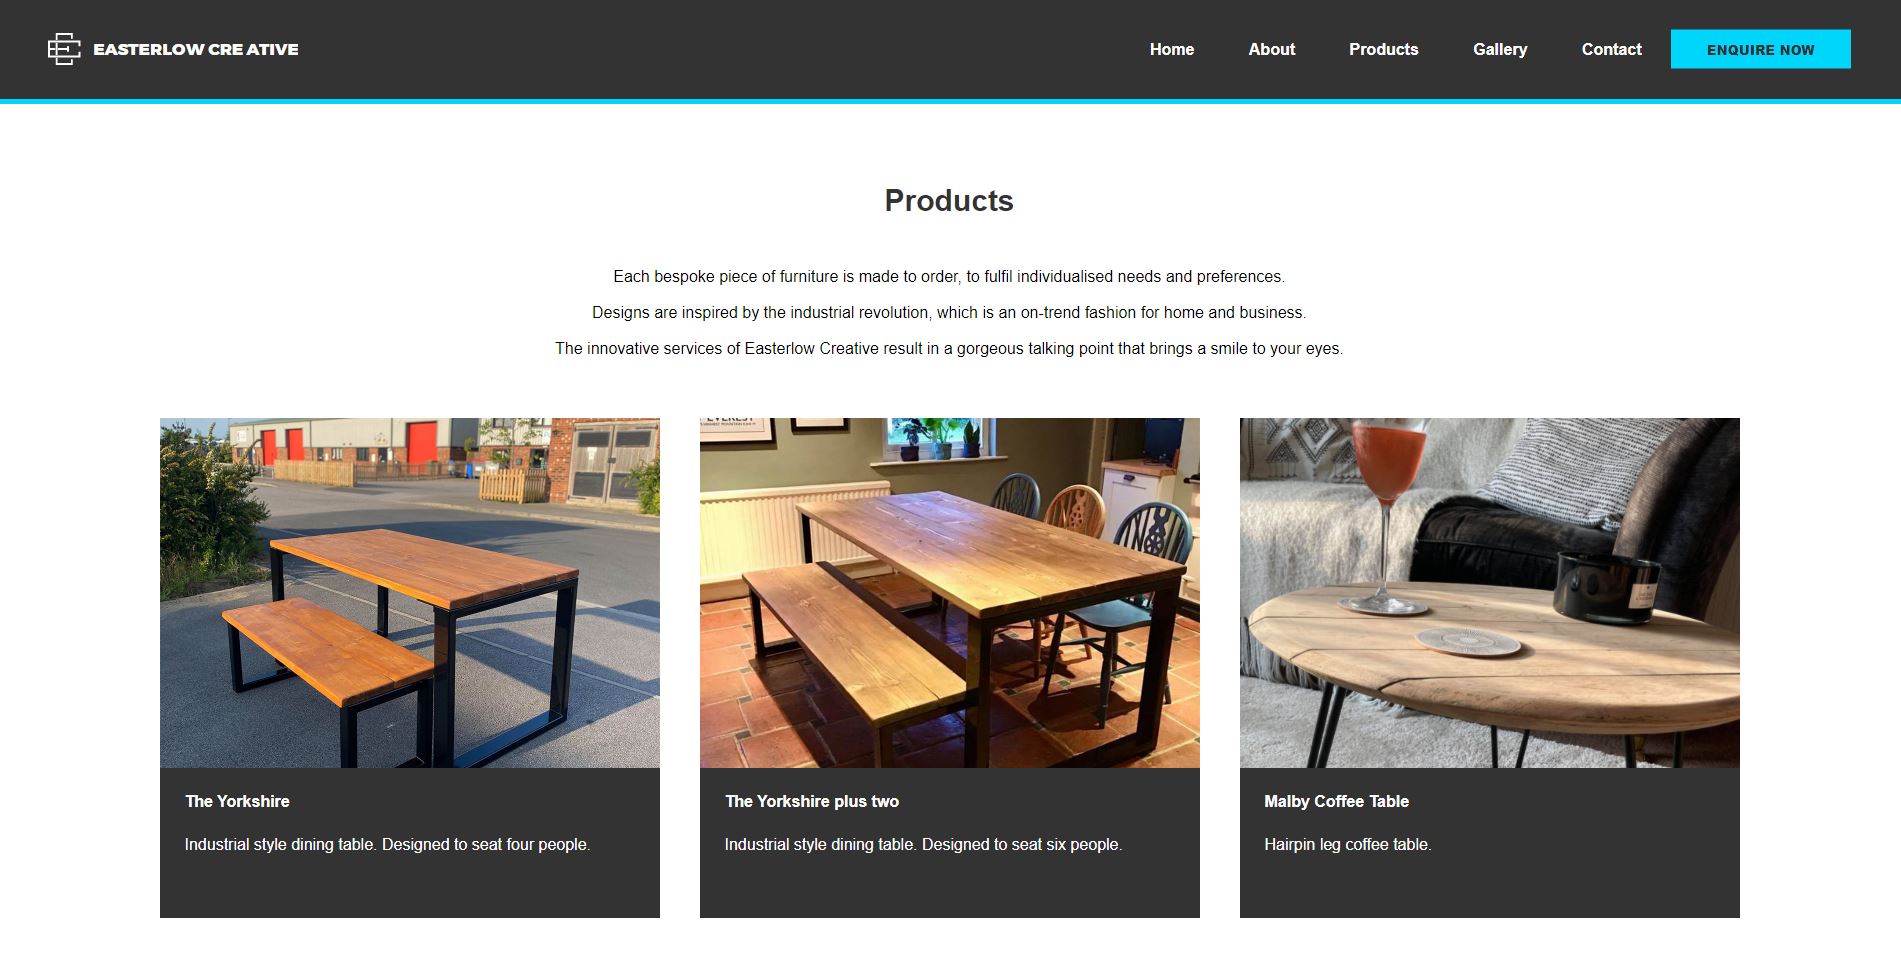 EASTERLOW CREATIVE
Home
About
Products
Gallery
Contact
ENQUIRE NOW
Products
Each bespoke piece of furniture is made to order, to fulfil individualised needs and preferences.
Designs are inspired by the industrial revolution, which is an on-trend fashion for home and business.
The innovative services of Easterlow Creative result in a gorgeous talking point that brings a smile to your eyes.
EVEREST
The Yorkshire
Industrial style dining table. Designed to seat four people.
The Yorkshire plus two
Industrial style dining table. Designed to seat six people.
Malby Coffee Table
Hairpin leg coffee table.